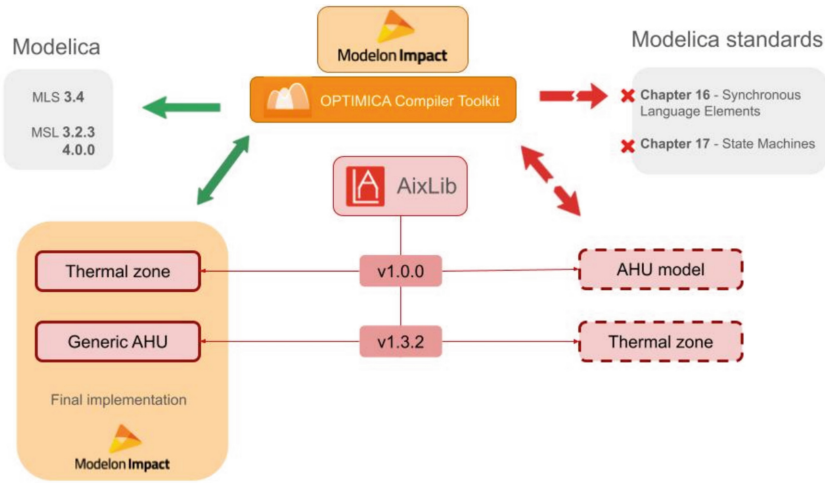 Modelica
MLS 3.4
MSL 3.2.3
4.0.0
Modelon Impact
OPTIMICA Compiler Toolkit
Modelica standards
Chapter 16 - Synchronous
Language Elements
Chapter 17 - State Machines
AixLib
Thermal zone
v1.0.0
AHU model
Generic AHU
v1.3.2
Thermal zone
Final implementation
Modelon Impact